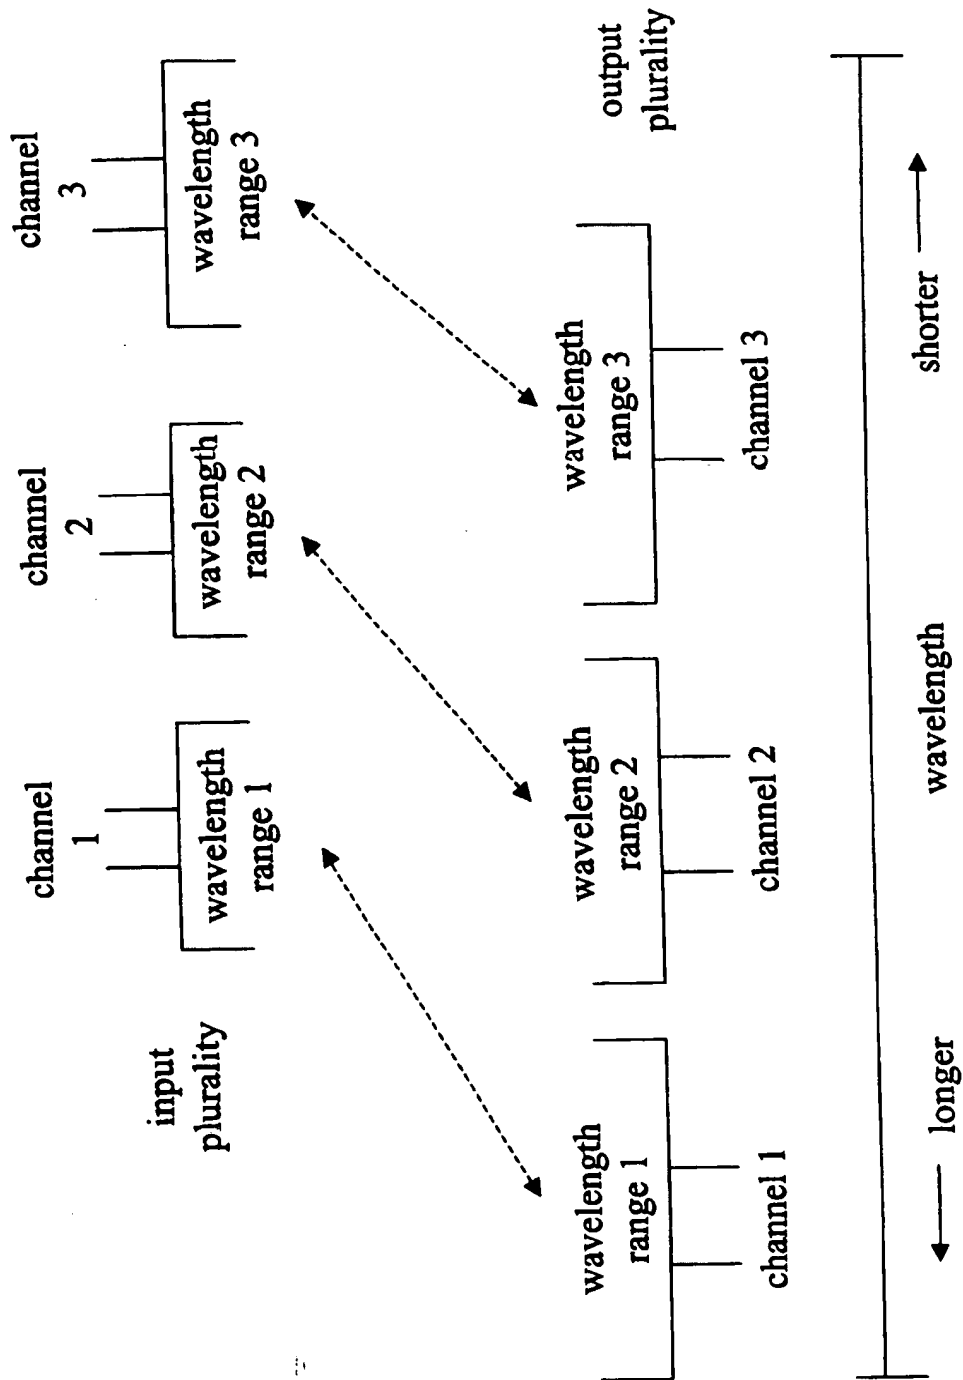 channel
1
channel
2
channel
3
input
plurality
wavelength
range 1
wavelength
range 2
wavelength
range 3
wavelength
range 1
wavelength
range 2
wavelength
range 3
output
plurality
channel 1
channel 2
channel 3
longer
wavelength
shorter